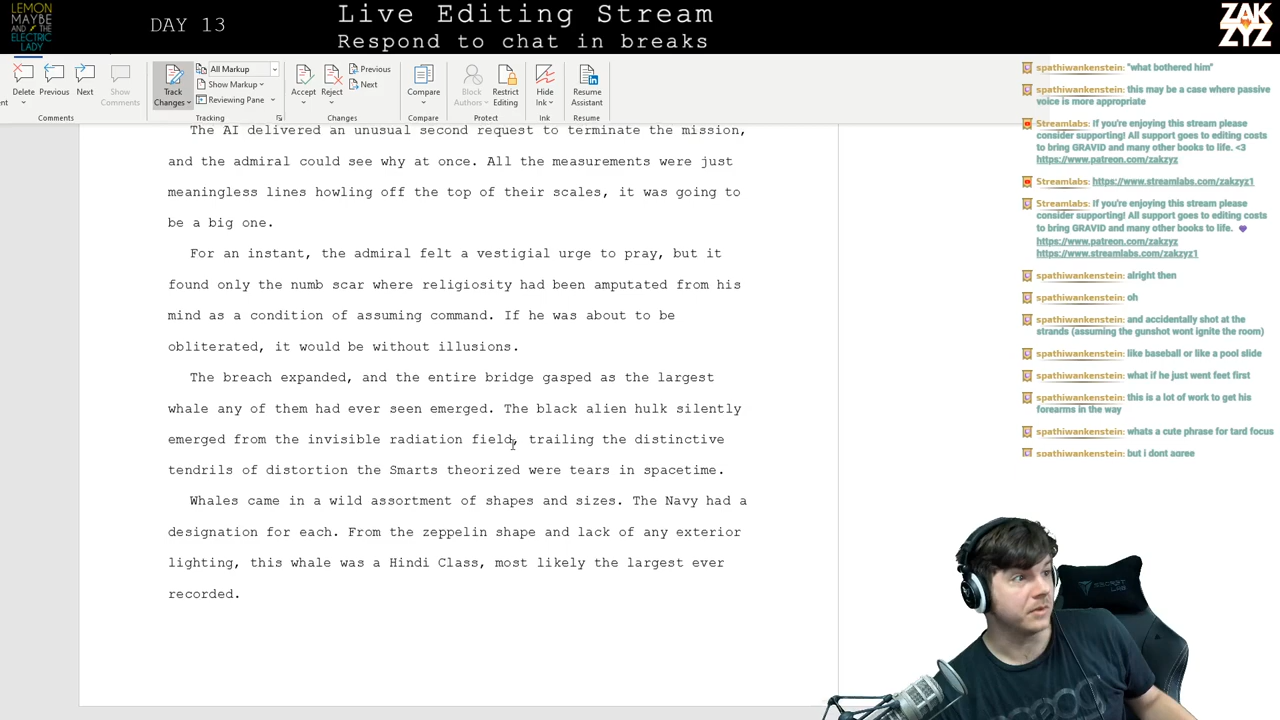 LEMON
MAYBE
AND THE
ELECTRIC
LADY
DAY 13
Live Editing Stream
Respond to chat in breaks
ZAK
ZYZ
Delete
Previous
Next
Show
Comments
Comments
Track
Changes
All Markup
Show Markup
Reviewing Pane
Tracking
Accept
Reject
Previous
Next
Changes
Compare
Compare
Block
Authors
Restrict
Editing
Protect
Hide
Ink
Ink
Resume
Assistant
Resume
The AI delivered an unusual second request to terminate the mission,
and the admiral could see why at once. All the measurements were just
meaningless lines howling off the top of their scales, it was going to
be a big one.
For an instant, the admiral felt a vestigial urge to pray, but it
found only the numb scar where religiosity had been amputated from his
mind as a condition of assuming command. If he was about to be
obliterated, it would be without illusions.
The breach expanded, and the entire bridge gasped as the largest
whale any of them had ever seen emerged. The black alien hulk silently
emerged from the invisible radiation field, trailing the distinctive
tendrils of distortion the Smarts theorized were tears in spacetime.
Whales came in a wild assortment of shapes and sizes. The Navy had a
designation for each. From the zeppelin shape and lack of any exterior
lighting, this whale was a Hindi Class, most likely the largest ever
recorded.
spathiwankenstein: "what bothered him"
spathiwankenstein: this may be a case where passive
voice is more appropriate
Streamlabs: If you're enjoying this stream please
consider supporting! All support goes to editing costs
to bring GRAVID and many other books to life. <3
https://www.patreon.com/zakzyz
Streamlabs: https://www.streamlabs.com/zakzyz1
Streamlabs: If you're enjoying this stream please
consider supporting! All support goes to editing costs
to bring GRAVID and many other books to life. 💜
https://www.patreon.com/zakzyz
https://www.streamlabs.com/zakzyz1
spathiwankenstein: alright then
spathiwankenstein: oh
spathiwankenstein: and accidentally shot at the
strands (assuming the gunshot wont ignite the room)
spathiwankenstein: like baseball or like a pool slide
spathiwankenstein: what if he just went feet first
spathiwankenstein: this is a lot of work to get his
forearms in the way
spathiwankenstein: whats a cute phrase for tard focus
spathiwankenstein: but i dont agree